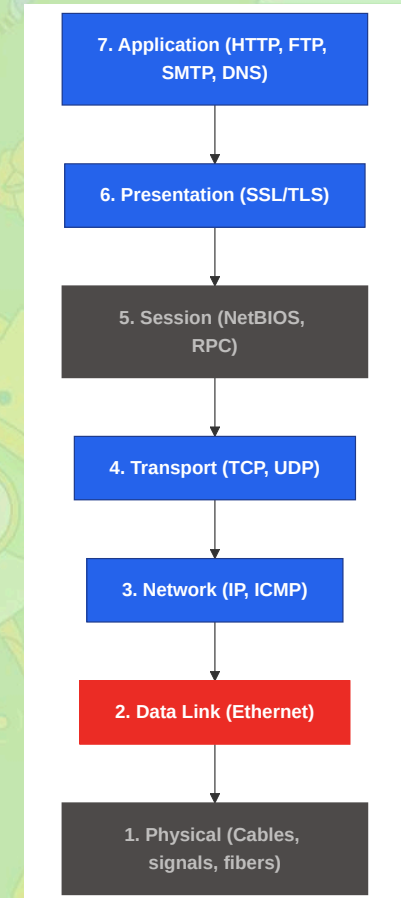 7. Application (HTTP, FTP,
SMTP, DNS)
6. Presentation (SSL/TLS)
5. Session (NetBIOS,
RPC)
4. Transport (TCP, UDP)
3. Network (IP, ICMP)
2. Data Link (Ethernet)
1. Physical (Cables,
signals, fibers)